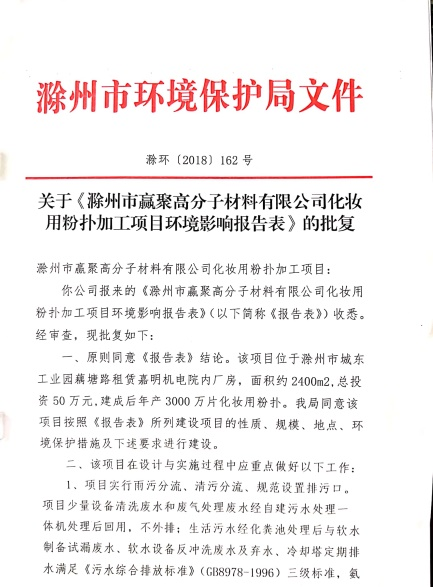 滁州市环境保护局文件
滁环〔2018〕162号
关于《滁州市赢聚高分子材料有限公司化妆
用粉扑加工项目环境影响报告表》的批复
滁州市赢聚高分子材料有限公司化妆用粉扑加工项目：
你公司报来的《滁州市赢聚高分子材料有限公司化妆用
粉扑加工项目环境影响报告表》（以下简称《报告表》）收悉。
经审查，现批复如下：
一、原则同意《报告表》结论。该项目位于滁州市城东
工业园藕塘路租赁嘉明机电院内厂房，面积约2400m2，总投
资50万元，建成后年产3000万片化妆用粉扑。我局同意该
项目按照《报告表》所列建设项目的性质、规模、地点、环
境保护措施及下述要求进行建设。
二、该项目在设计与实施过程中应重点做好以下工作：
1、项目实行雨污分流、清污分流、规范设置排污口。
项目少量设备清洗废水和废气处理废水经自建污水处理一
体机处理后回用，不外排；生活污水经化粪池处理后与软水
制备试漏废水、软水设备反冲洗废水及弃水、冷却塔定期排
水满足《污水综合排放标准》（GB8978-1996）三级标准，氨